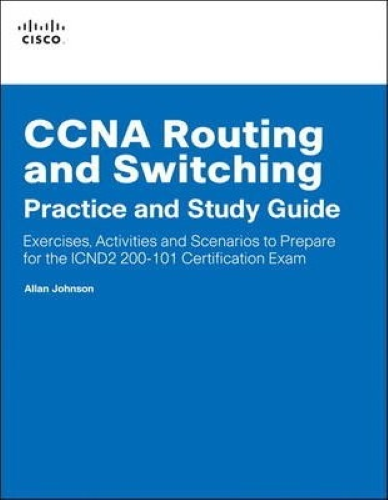 CISCO.
CCNA Routing
and Switching
Practice and Study Guide
Exercises, Activities and Scenarios to Prepare
for the ICND2 200-101 Certification Exam
Allan Johnson